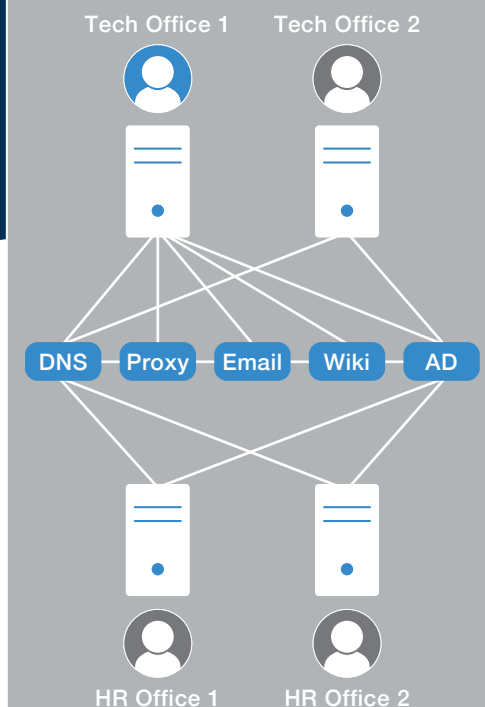 Tech Office 1
Tech Office 2
DNS
Proxy
Email
Wiki
AD
HR Office 1
HR Office 2